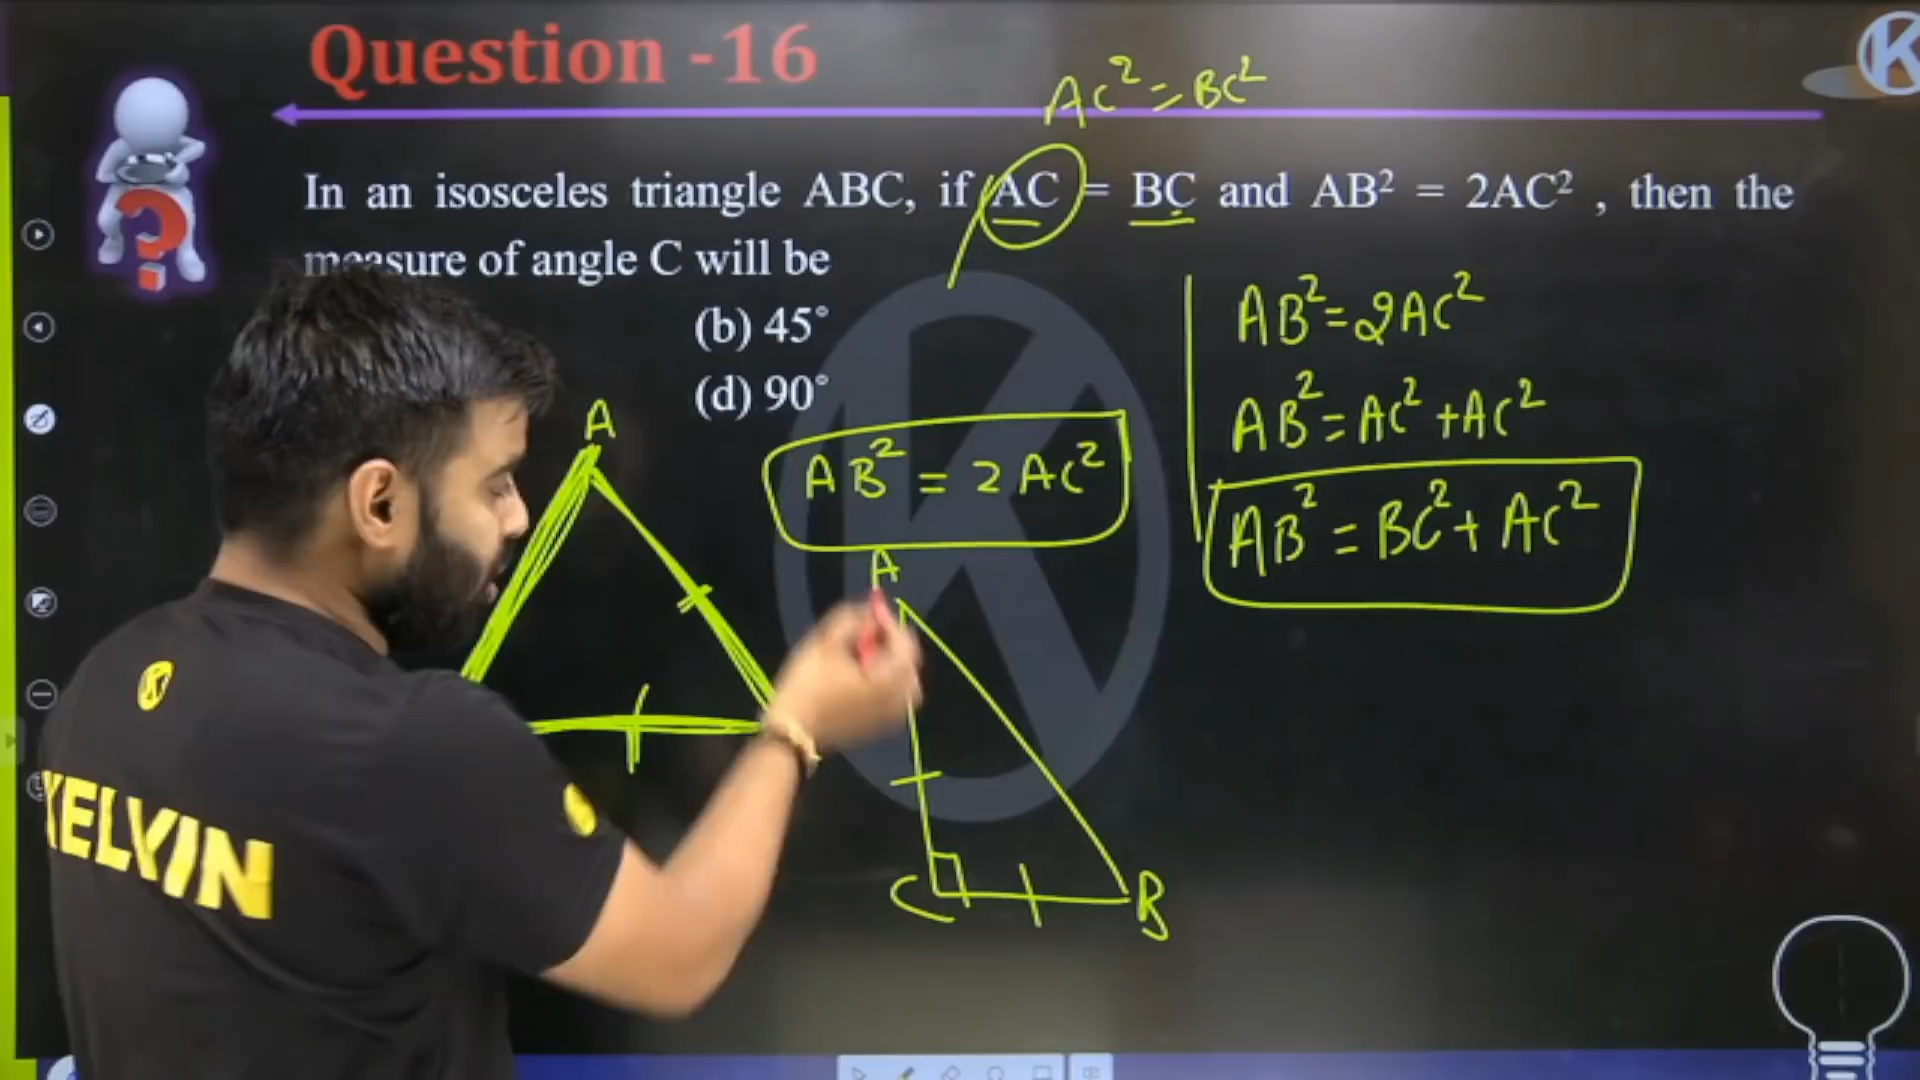 Question -16
AC² = BC²
In an isosceles triangle ABC, if AC = BC and AB² = 2AC² , then the
measure of angle C will be
(b) 45°
(d) 90°
AB² = 2AC²
AB² = AC² + AC²
AB² = BC² + AC²
A
AB² = 2AC²
A
C
B
KELVIN
K